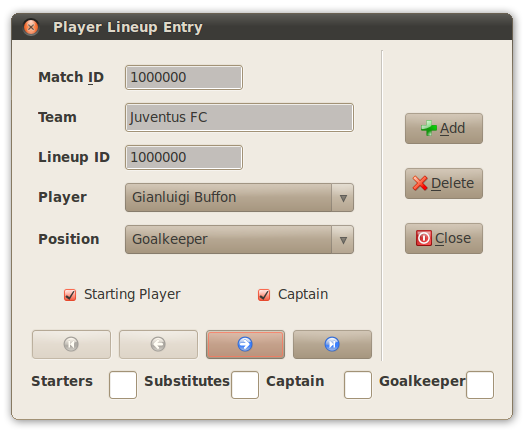 Player Lineup Entry
Match ID 1000000
Team Juventus FC
Lineup ID 1000000
Player Gianluigi Buffon
Position Goalkeeper
Starting Player Captain
Starters Substitutes Captain Goalkeeper
Add
Delete
Close